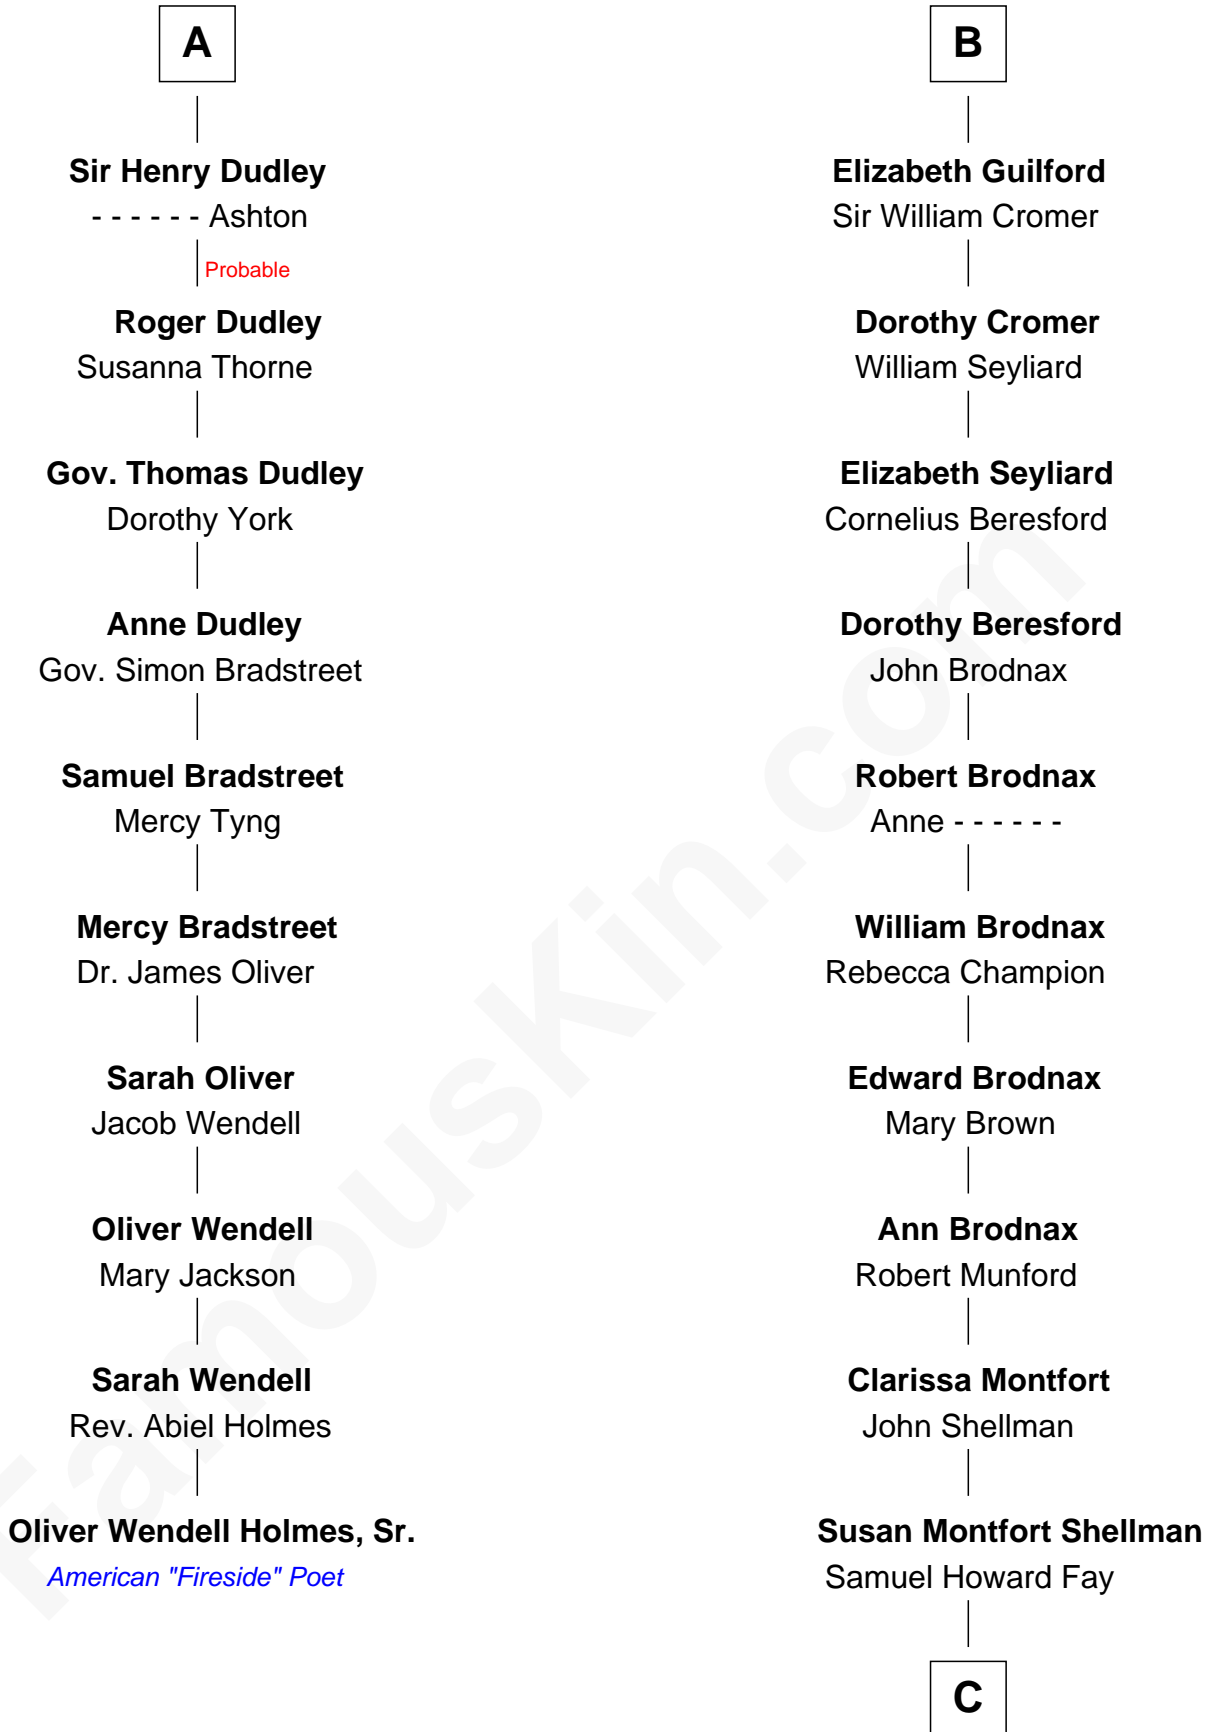 A
Sir Henry Dudley
- - - - - - Ashton
Probable
Roger Dudley
Susanna Thorne
Gov. Thomas Dudley
Dorothy York
Anne Dudley
Gov. Simon Bradstreet
Samuel Bradstreet
Mercy Tyng
Mercy Bradstreet
Dr. James Oliver
Sarah Oliver
Jacob Wendell
Oliver Wendell
Mary Jackson
Sarah Wendell
Rev. Abiel Holmes
Oliver Wendell Holmes, Sr.
American "Fireside" Poet
B
Elizabeth Guilford
Sir William Cromer
Dorothy Cromer
William Seyliard
Elizabeth Seyliard
Cornelius Beresford
Dorothy Beresford
John Brodnax
Robert Brodnax
Anne - - - - - -
William Brodnax
Rebecca Champion
Edward Brodnax
Mary Brown
Ann Brodnax
Robert Munford
Clarissa Montfort
John Shellman
Susan Montfort Shellman
Samuel Howard Fay
C
FamousKin.com